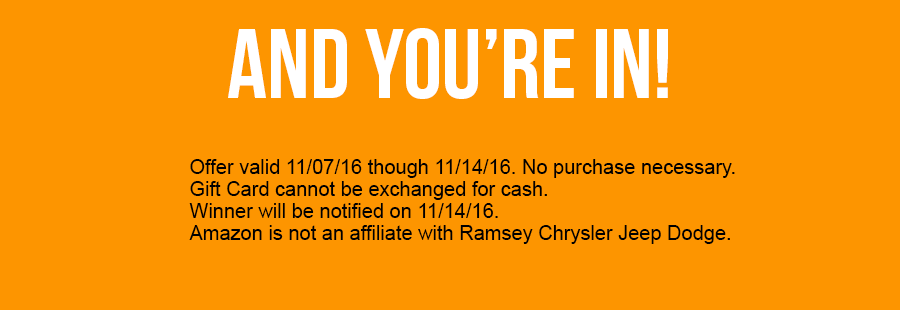 AND YOU’RE IN!
Offer valid 11/07/16 though 11/14/16. No purchase necessary.
Gift Card cannot be exchanged for cash.
Winner will be notified on 11/14/16.
Amazon is not an affiliate with Ramsey Chrysler Jeep Dodge.